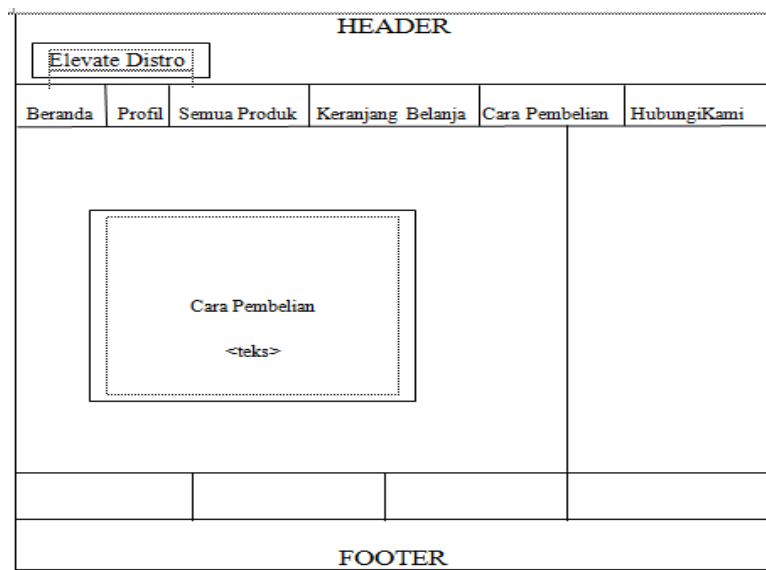 HEADER
Elevate Distro
Beranda Profil Semua Produk Keranjang Belanja Cara Pembelian HubungiKami
Cara Pembelian
<teks>
FOOTER